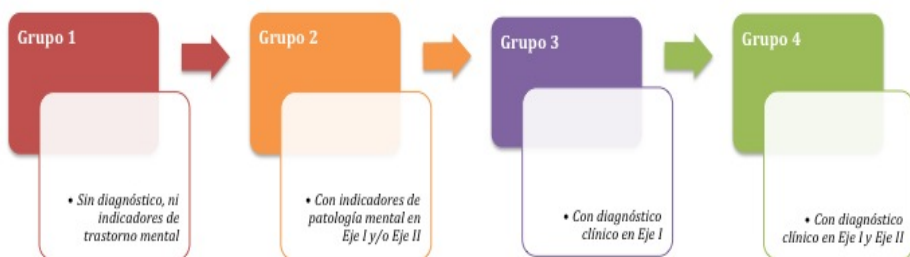 Grupo 1
• Sin diagnóstico, ni
indicadores de
trastorno mental
Grupo 2
• Con indicadores de
patología mental en
Eje I y/o Eje II
Grupo 3
• Con diagnóstico
clínico en Eje I
Grupo 4
• Con diagnóstico
clínico en Eje I y Eje II